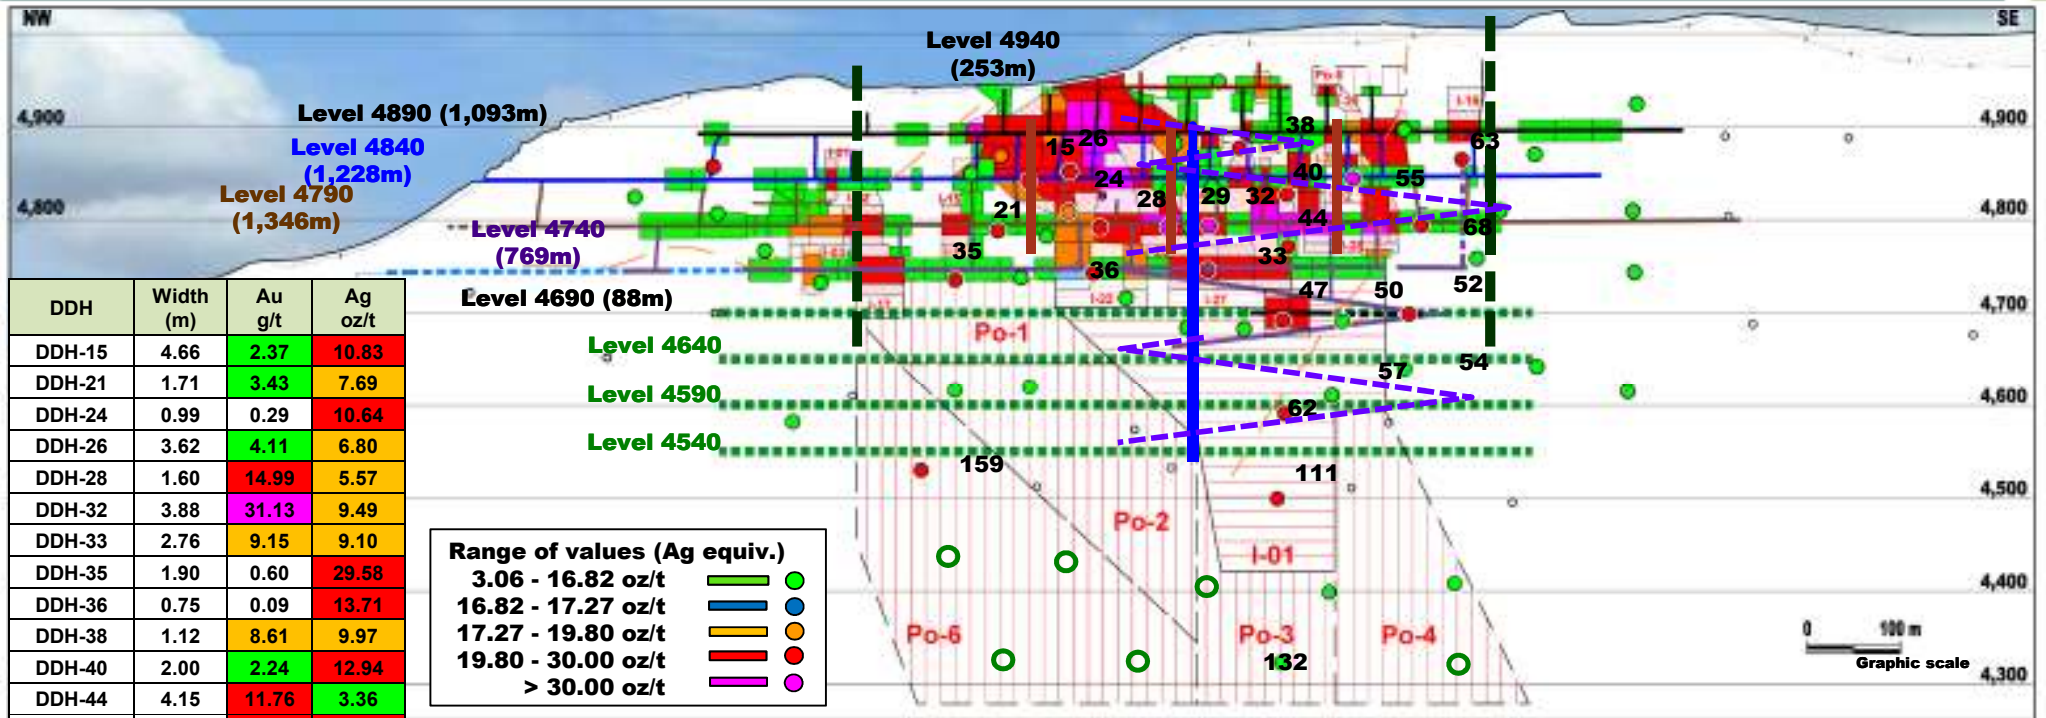 NW
SE
Level 4940
(253m)
Level 4890 (1,093m)
4,900
4,900
Level 4840
(1,228m)
Level 4790
(1,346m)
4,800
4,800
Level 4740
(769m)
Level 4690 (88m)
4,700
Level 4640
Level 4590
4,600
Level 4540
4,500
4,400
4,300
38
26
15
63
40
55
24
28
29
32
21
44
68
35
33
36
52
47
50
54
57
62
159
111
132
Po-1
Po-2
I-01
Po-6
Po-3
Po-4
DDH Width (m) Au g/t Ag oz/t
DDH-15 4.66 2.37 10.83
DDH-21 1.71 3.43 7.69
DDH-24 0.99 0.29 10.64
DDH-26 3.62 4.11 6.80
DDH-28 1.60 14.99 5.57
DDH-32 3.88 31.13 9.49
DDH-33 2.76 9.15 9.10
DDH-35 1.90 0.60 29.58
DDH-36 0.75 0.09 13.71
DDH-38 1.12 8.61 9.97
DDH-40 2.00 2.24 12.94
DDH-44 4.15 11.76 3.36
Range of values (Ag equiv.)
3.06 - 16.82 oz/t
16.82 - 17.27 oz/t
17.27 - 19.80 oz/t
19.80 - 30.00 oz/t
> 30.00 oz/t
0 100 m
Graphic scale